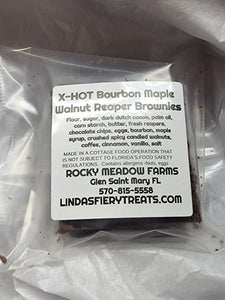 X-HOT Bourbon Maple
Walnut Reaper Brownies
Flour, sugar, dark dutch cocoa, palm oil,
corn starch, butter, fresh reapers,
chocolate chips, eggs, bourbon, maple
syrup, crushed spicy candied walnuts,
coffee, cinnamon, vanilla, salt
MADE IN A COTTAGE FOOD OPERATION THAT
IS NOT SUBJECT TO FLORIDA'S FOOD SAFETY
REGULATIONS. Contains allergens -Nuts, eggs
ROCKY MEADOW FARMS
Glen Saint Mary FL
570-815-5558
LINDASFIERYTREATS.COM